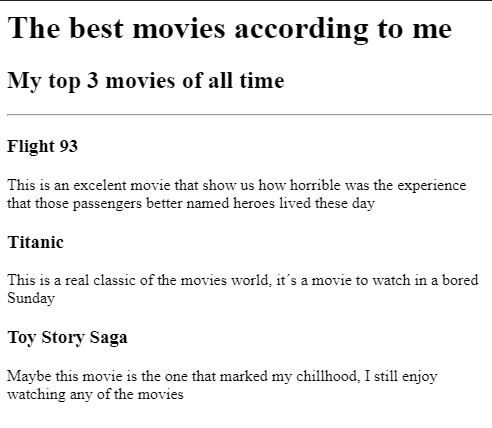 The best movies according to me
My top 3 movies of all time
Flight 93
This is an excelent movie that show us how horrible was the experience
that those passengers better named heroes lived these day
Titanic
This is a real classic of the movies world, it´s a movie to watch in a bored
Sunday
Toy Story Saga
Maybe this movie is the one that marked my chillhood, I still enjoy
watching any of the movies